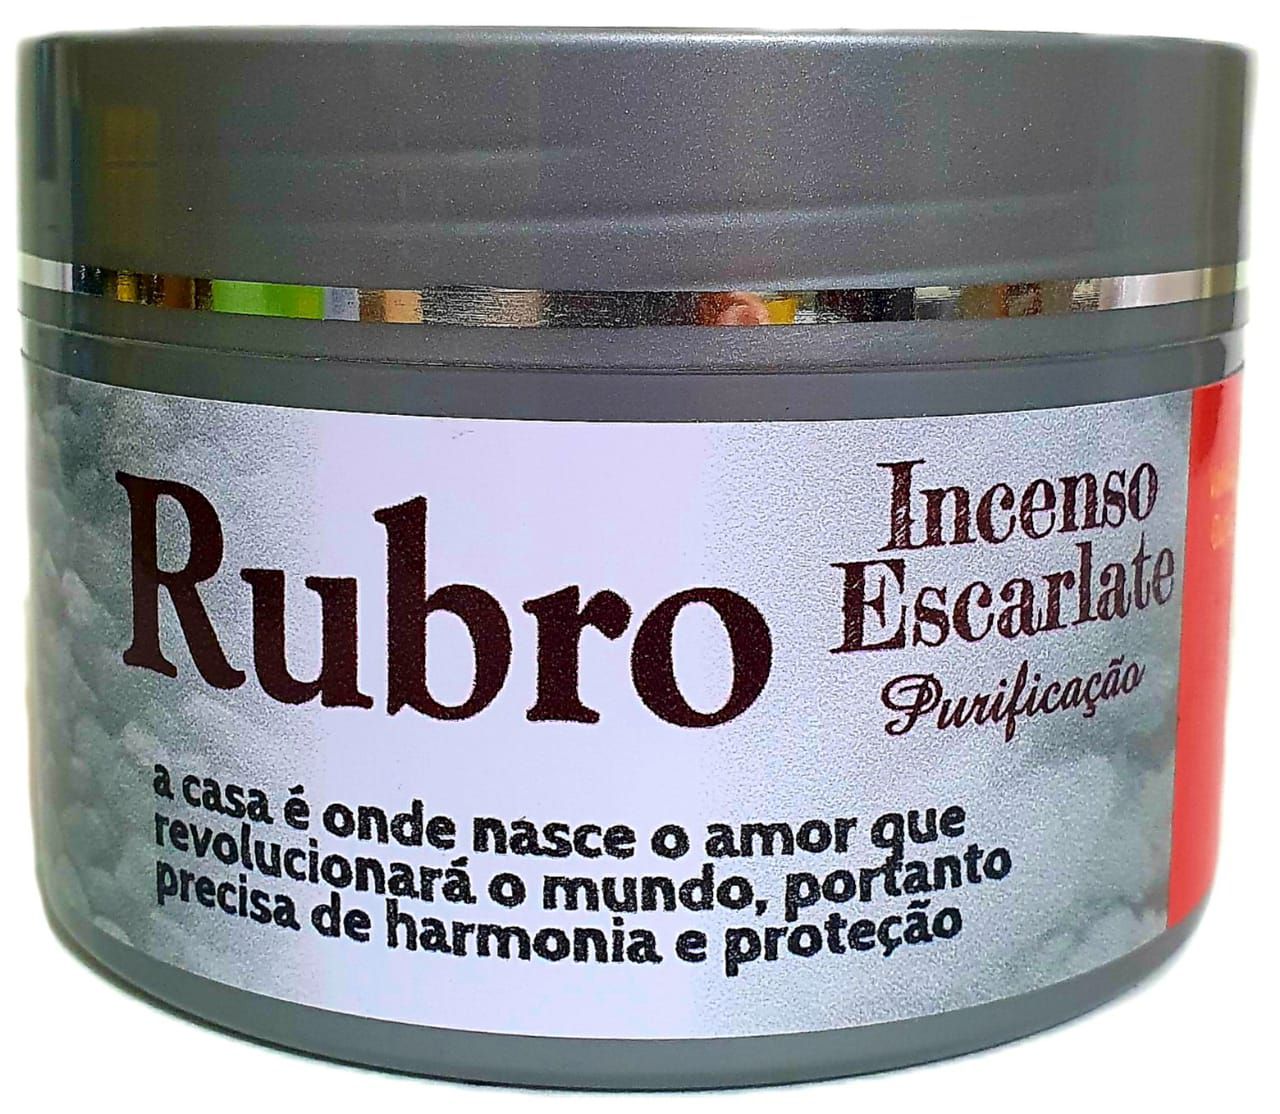 Rubro
Incenso
Escarlate
Purificação
a casa é onde nasce o amor que
revolucionará o mundo, portanto
precisa de harmonia e proteção